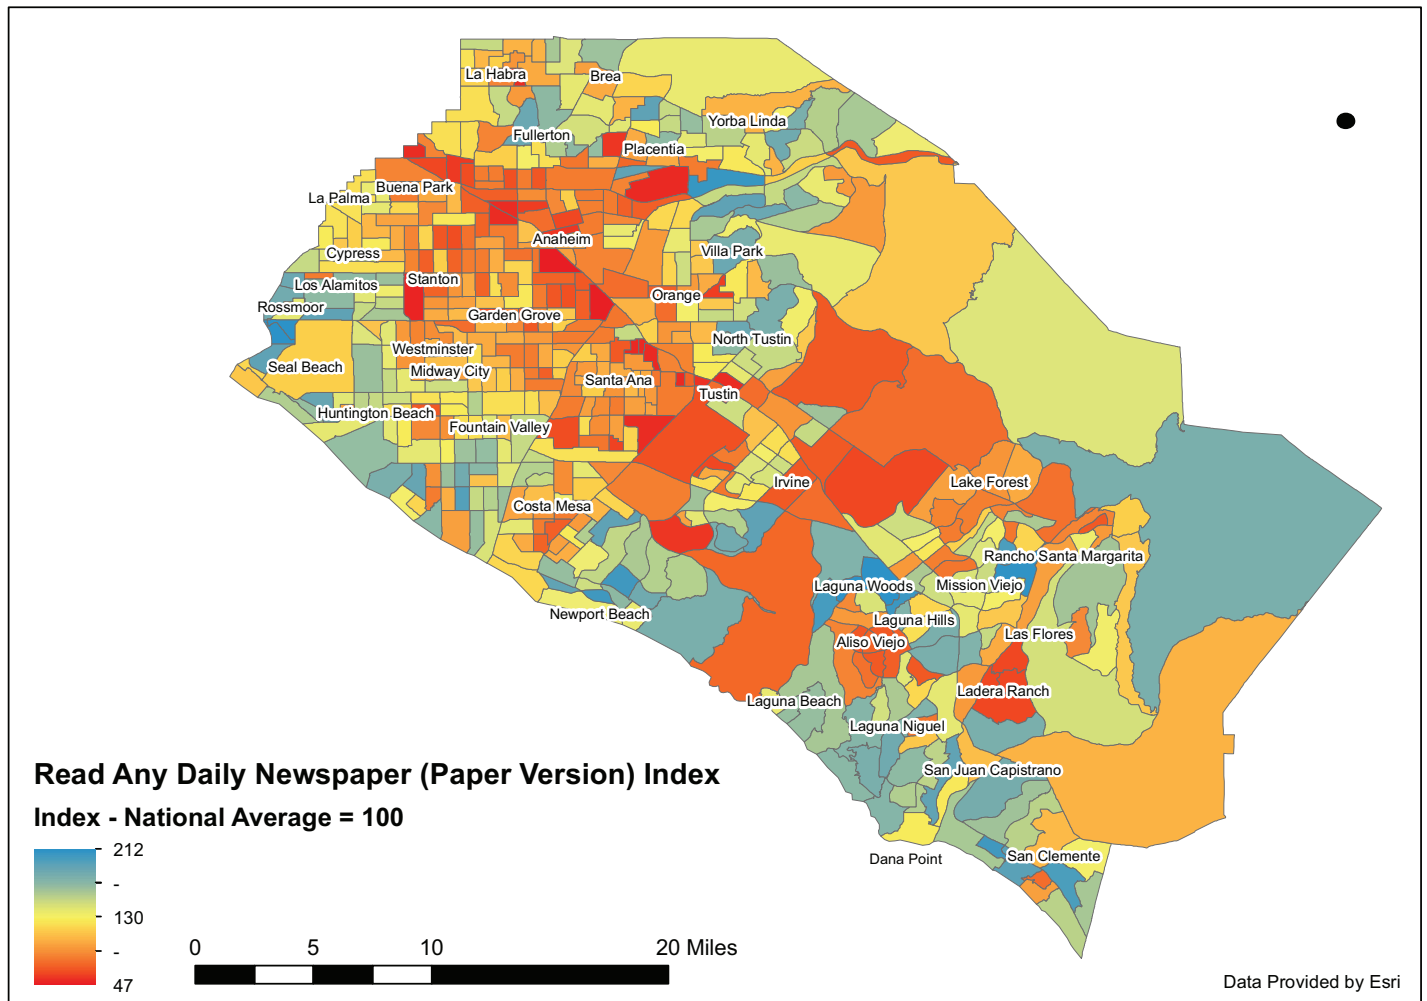 La Habra
Brea
Yorba Linda
Fullerton
Placentia
Buena Park
La Palma
Anaheim
Villa Park
Cypress
Stanton
Los Alamitos
Orange
Rossmoor
Garden Grove
North Tustin
Westminster
Seal Beach
Midway City
Santa Ana
Tustin
Huntington Beach
Fountain Valley
Irvine
Lake Forest
Costa Mesa
Rancho Santa Margarita
Laguna Woods
Mission Viejo
Newport Beach
Laguna Hills
Las Flores
Aliso Viejo
Ladera Ranch
Laguna Beach
Laguna Niguel
San Juan Capistrano
San Clemente
Dana Point
Read Any Daily Newspaper (Paper Version) Index
Index - National Average = 100
212
-
130
-
47
0 5 10 20 Miles
Data Provided by Esri